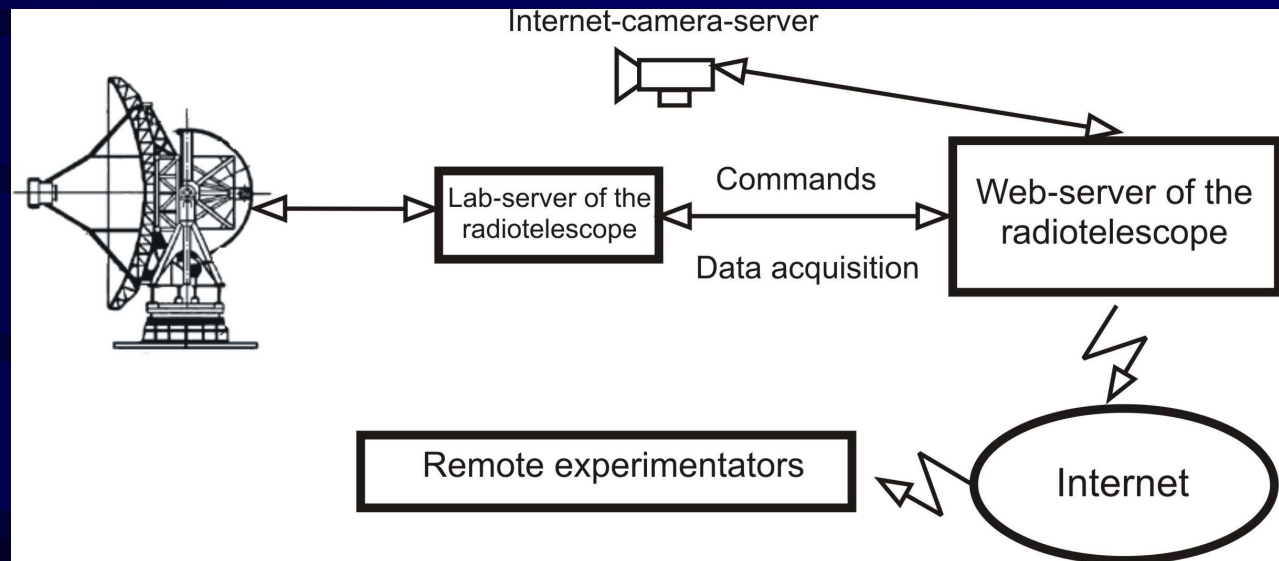 Internet-camera-server
Lab-server of the
radiotelescope
Commands
Data acquisition
Web-server of the
radiotelescope
Remote experimentators
Internet